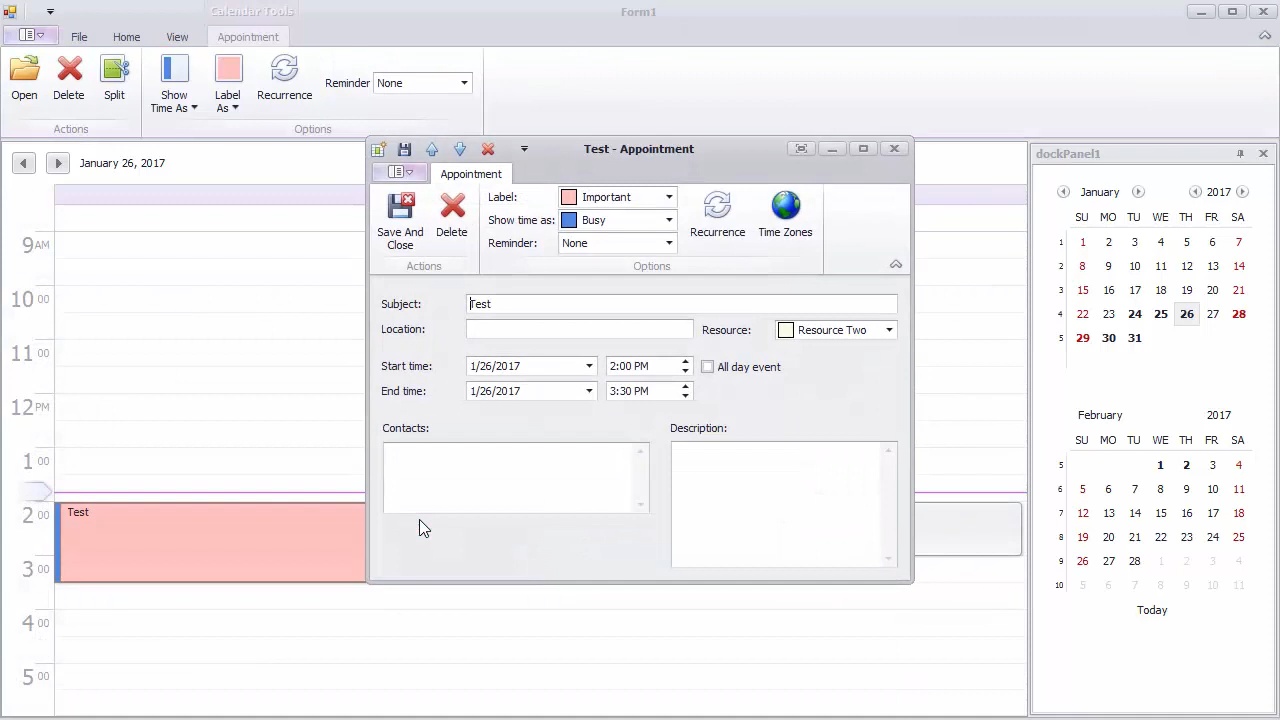 Calendar Tools
Form1
File
Home
View
Appointment
Open
Delete
Split
Show
Time As
Label
As
Recurrence
Reminder None
Actions
Options
January 26, 2017
9 AM
10 00
11 00
12 PM
1 00
2 00
3 00
4 00
5 00
Test
Test - Appointment
Appointment
Save And
Close
Delete
Label: Important
Show time as: Busy
Reminder: None
Recurrence
Time Zones
Actions
Options
Subject: Test
Location:
Resource: Resource Two
Start time: 1/26/2017 2:00 PM All day event
End time: 1/26/2017 3:30 PM
Contacts:
Description:
dockPanel1
January 2017
SU MO TU WE TH FR SA
1 1 2 3 4 5 6 7
2 8 9 10 11 12 13 14
3 15 16 17 18 19 20 21
4 22 23 24 25 26 27 28
5 29 30 31
February 2017
SU MO TU WE TH FR SA
5 1 2 3 4
6 5 6 7 8 9 10 11
7 12 13 14 15 16 17 18
8 19 20 21 22 23 24 25
9 26 27 28 1 2 3 4
10 5 6 7 8 9 10 11
Today